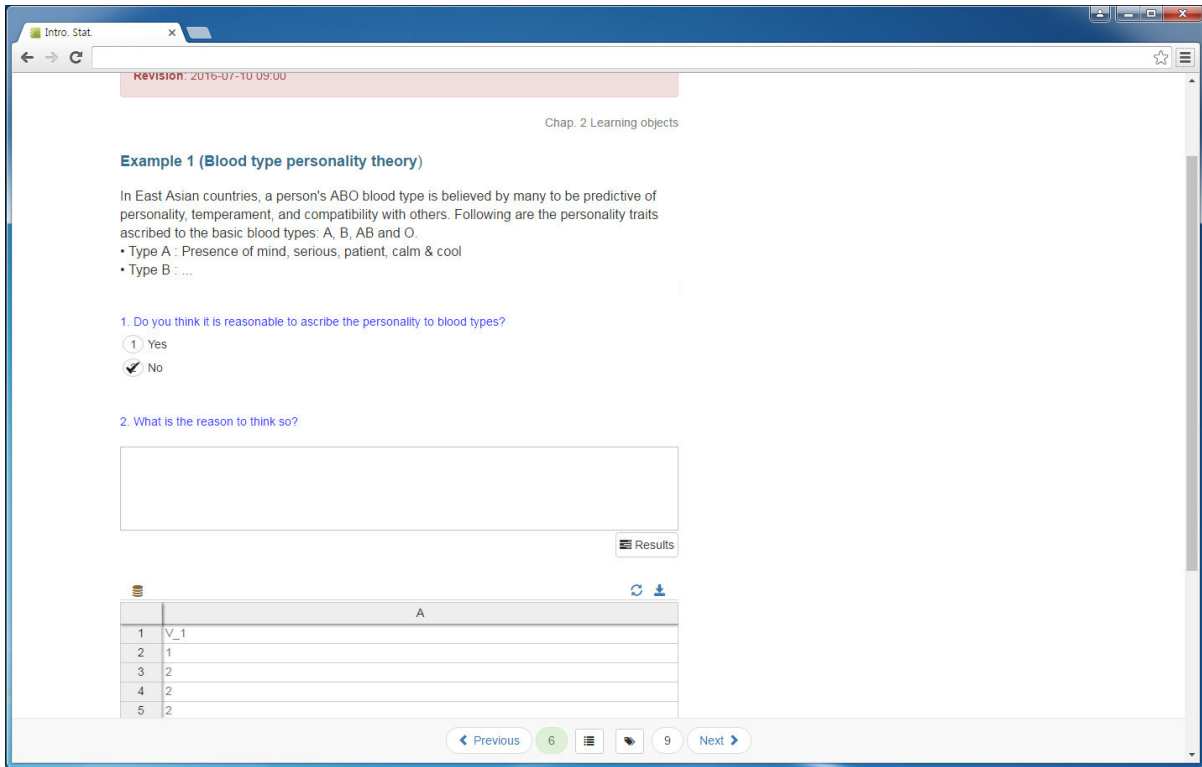 Intro. Stat.
Revision: 2016-07-10 09:00
Chap. 2 Learning objects
Example 1 (Blood type personality theory)
In East Asian countries, a person's ABO blood type is believed by many to be predictive of
personality, temperament, and compatibility with others. Following are the personality traits
ascribed to the basic blood types: A, B, AB and O.
• Type A : Presence of mind, serious, patient, calm & cool
• Type B : ...
1. Do you think it is reasonable to ascribe the personality to blood types?
1 Yes
2 No
2. What is the reason to think so?
Results
A
1 V_1
2 1
3 2
4 2
5 2
Previous 6 9 Next